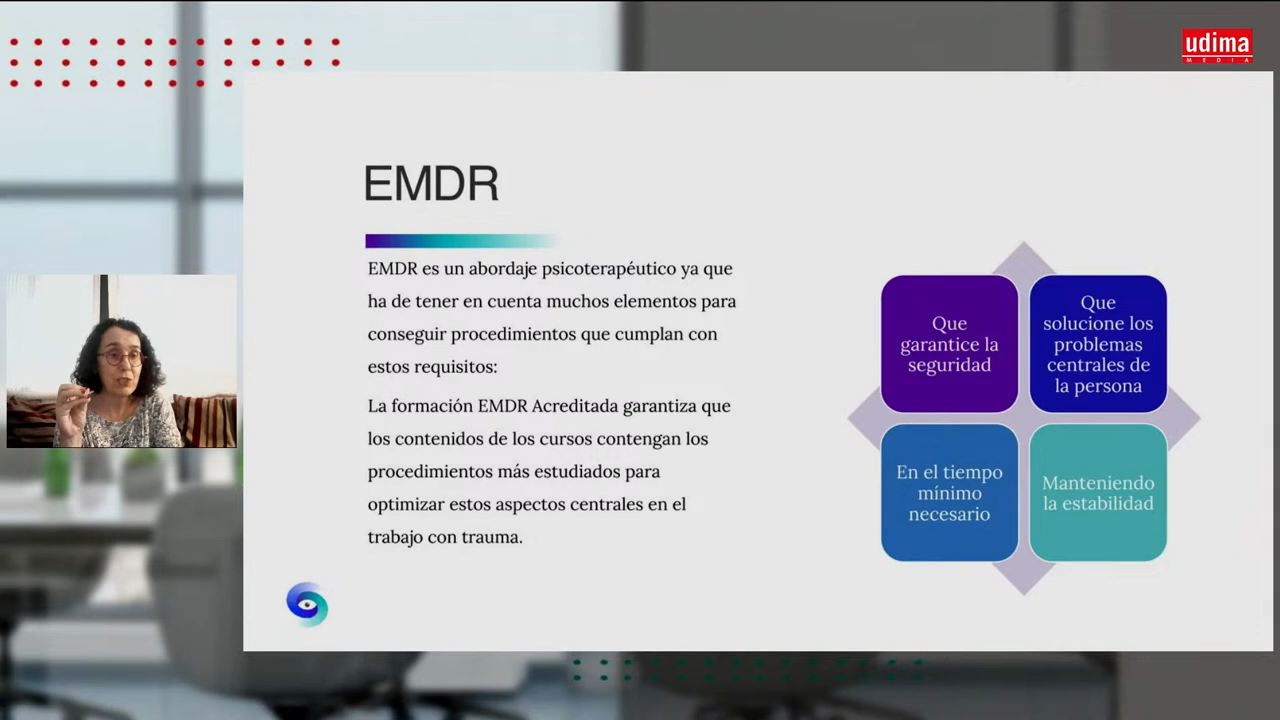 udima
MEDIA
EMDR
EMDR es un abordaje psicoterapéutico ya que
ha de tener en cuenta muchos elementos para
conseguir procedimientos que cumplan con
estos requisitos:
La formación EMDR Acreditada garantiza que
los contenidos de los cursos contengan los
procedimientos más estudiados para
optimizar estos aspectos centrales en el
trabajo con trauma.
Que
garantice la
seguridad
Que
solucione los
problemas
centrales de
la persona
En el tiempo
mínimo
necesario
Manteniendo
la estabilidad